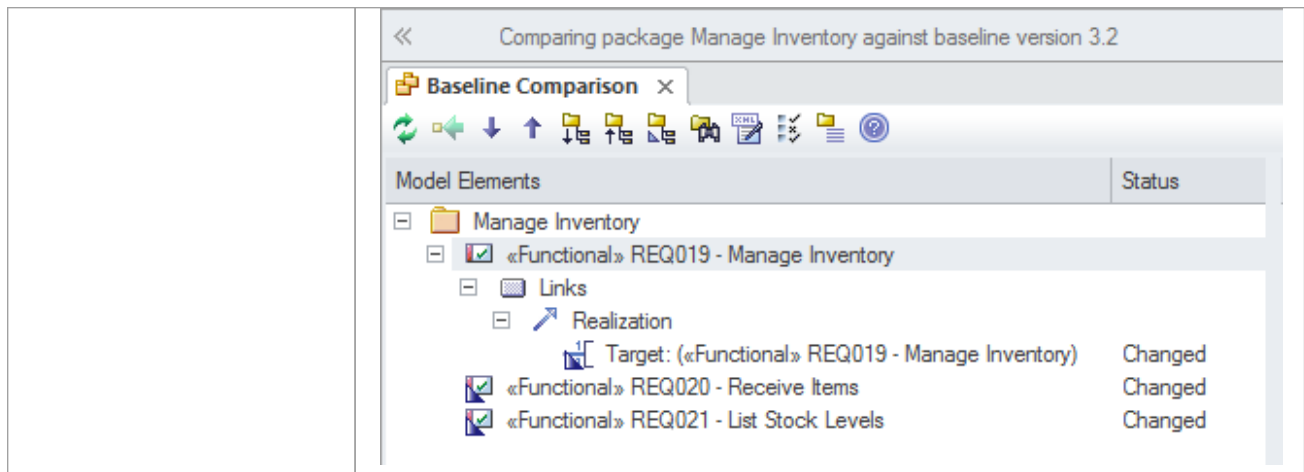 Comparing package Manage Inventory against baseline version 3.2
Baseline Comparison
XML
Model Elements Status
Manage Inventory
«Functional» REQ019 - Manage Inventory
Links
Realization
Target: («Functional» REQ019 - Manage Inventory) Changed
«Functional» REQ020 - Receive Items Changed
«Functional» REQ021 - List Stock Levels Changed